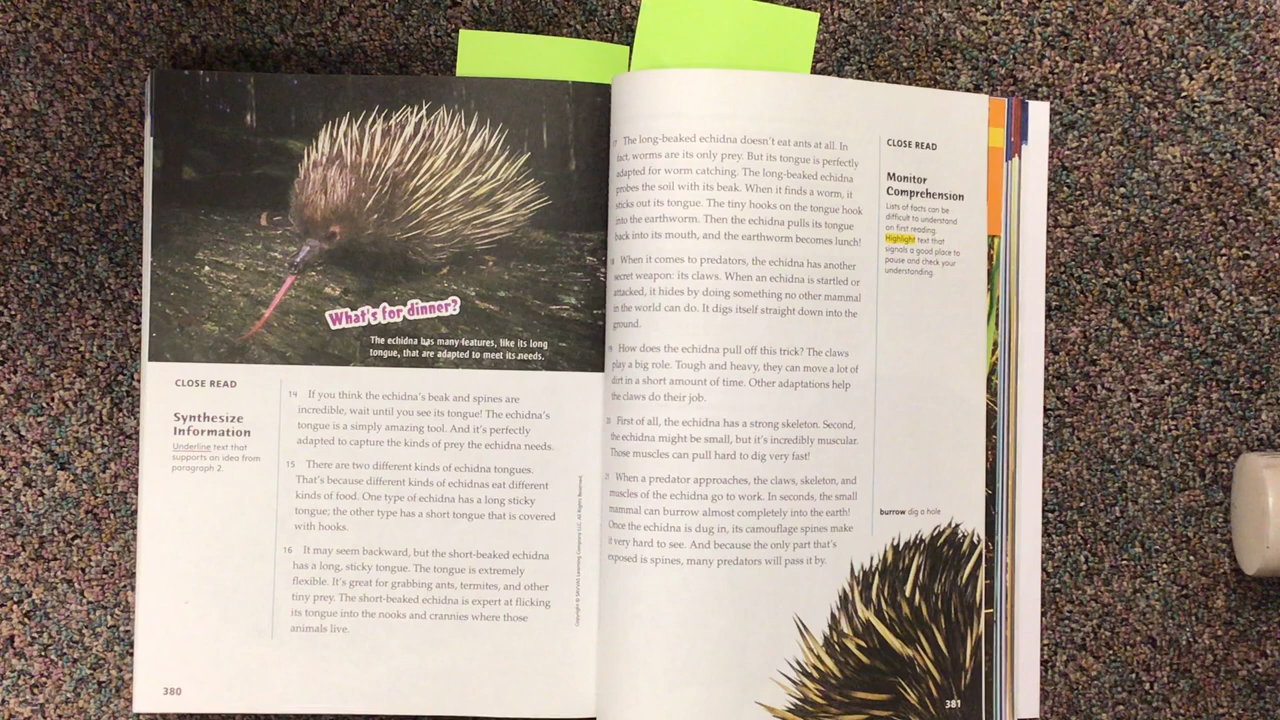 What's for dinner?
The echidna has many features, like its long
tongue, that are adapted to meet its needs.
CLOSE READ
Synthesize
Information
Underline text that
supports an idea from
paragraph 2.
14 If you think the echidna's beak and spines are
incredible, wait until you see its tongue! The echidna's
tongue is a simply amazing tool. And it's perfectly
adapted to capture the kinds of prey the echidna needs.
15 There are two different kinds of echidna tongues.
That's because different kinds of echidnas eat different
kinds of food. One type of echidna has a long sticky
tongue; the other type has a short tongue that is covered
with hooks.
16 It may seem backward, but the short-beaked echidna
has a long, sticky tongue. The tongue is extremely
flexible. It's great for grabbing ants, termites, and other
tiny prey. The short-beaked echidna is expert at flicking
its tongue into the nooks and crannies where those
animals live.
Copyright © SAVVAS Learning Company LLC. All Rights Reserved.
380
The long-beaked echidna doesn't eat ants at all. In
fact, worms are its only prey. But its tongue is perfectly
adapted for worm catching. The long-beaked echidna
probes the soil with its beak. When it finds a worm, it
sticks out its tongue. The tiny hooks on the tongue hook
into the earthworm. Then the echidna pulls its tongue
back into its mouth, and the earthworm becomes lunch!
When it comes to predators, the echidna has another
secret weapon: its claws. When an echidna is startled or
attacked, it hides by doing something no other mammal
in the world can do. It digs itself straight down into the
ground.
How does the echidna pull off this trick? The claws
play a big role. Tough and heavy, they can move a lot of
dirt in a short amount of time. Other adaptations help
the claws do their job.
20 First of all, the echidna has a strong skeleton. Second,
the echidna might be small, but it's incredibly muscular.
Those muscles can pull hard to dig very fast!
21 When a predator approaches, the claws, skeleton, and
muscles of the echidna go to work. In seconds, the small
mammal can burrow almost completely into the earth!
Once the echidna is dug in, its camouflage spines make
it very hard to see. And because the only part that's
exposed is spines, many predators will pass it by.
CLOSE READ
Monitor
Comprehension
Lists of facts can be
difficult to understand
on first reading.
Highlight text that
signals a good place to
pause and check your
understanding.
burrow dig a hole
381